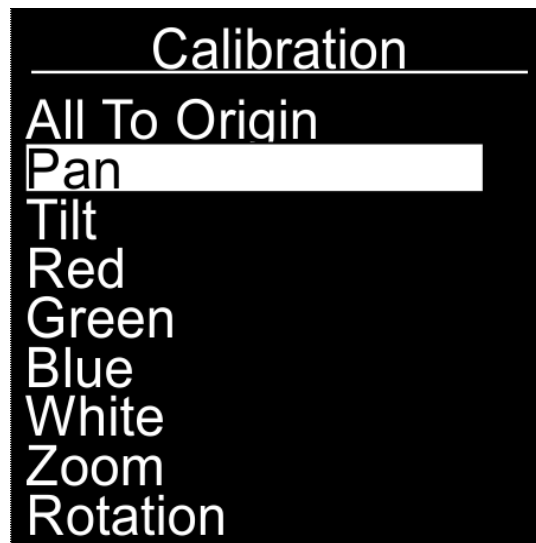 Calibration
All To Origin
Pan
Tilt
Red
Green
Blue
White
Zoom
Rotation